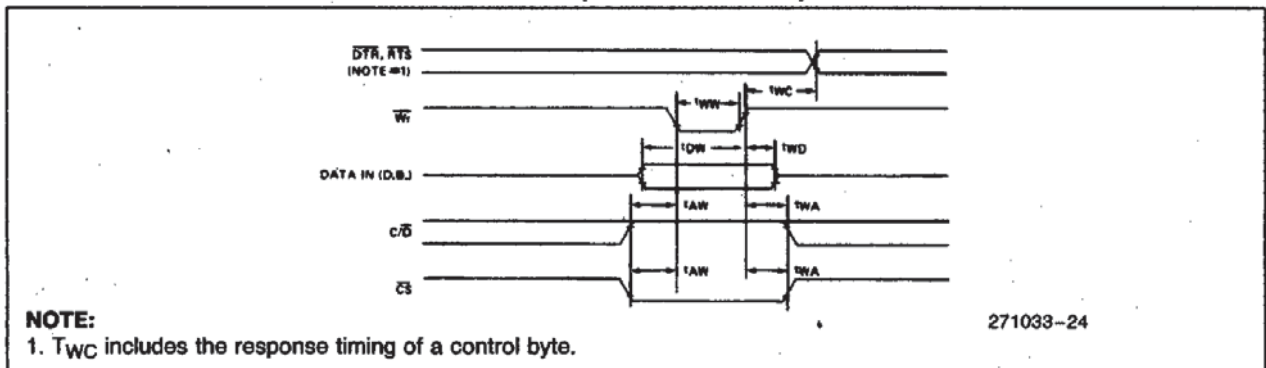 DTR, RTS
(NOTE #1)
tWC
tWW
Wr
tDW
tWD
DATA IN (D.B.)
tAW
tWA
C/D
tAW
tWA
CS
NOTE:
271033-24
1. TWC includes the response timing of a control byte.